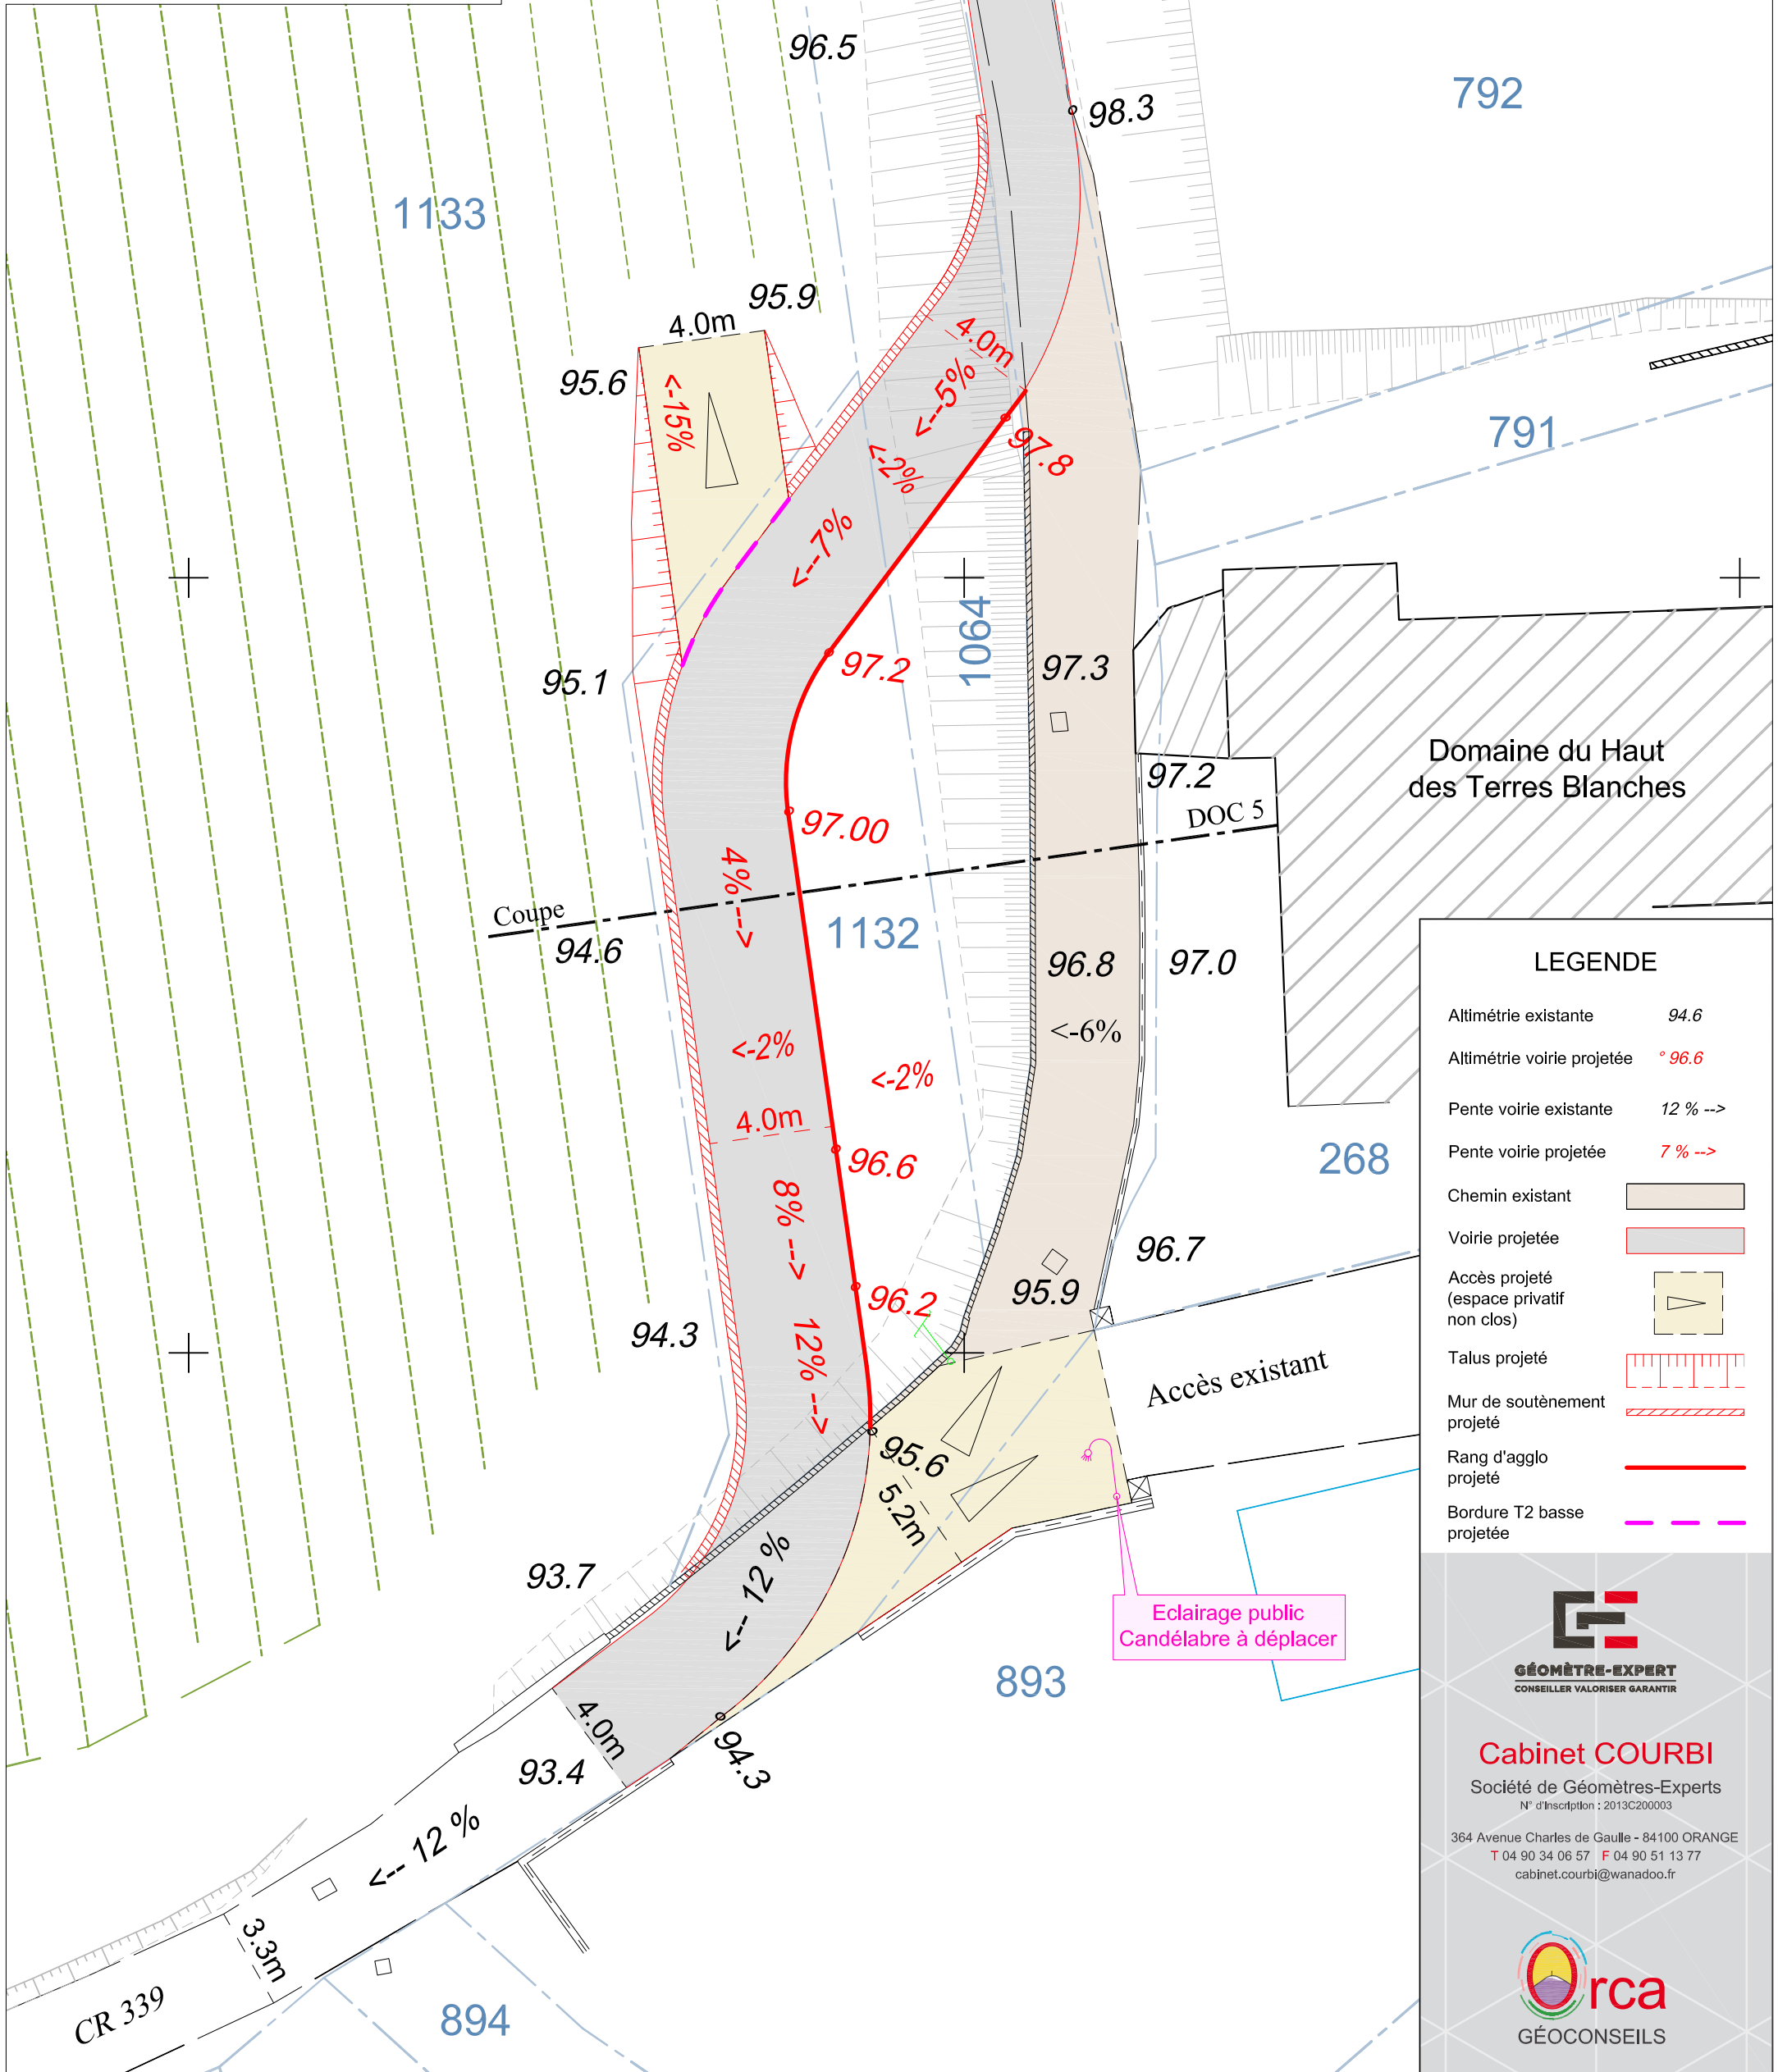 96.5
98.3
792
1133
95.9
4.0m
95.6
<-15%
4.0m
<---5%
<-2%
97.8
791
<---7%
1064
95.1
97.2
97.3
Domaine du Haut
des Terres Blanches
97.2
DOC 5
97.00
4%--->
Coupe
94.6
1132
96.8
97.0
<-6%
<-2%
<-2%
4.0m
96.6
268
8% --->
96.7
95.9
96.2
94.3
12% --->
Accès existant
95.6
5.2m
93.7
<-- 12 %
Eclairage public
Candélabre à déplacer
893
4.0m
94.3
93.4
<-- 12 %
3.3m
CR 339
894
LEGENDE
Altimétrie existante 94.6
Altimétrie voirie projetée ° 96.6
Pente voirie existante 12 % -->
Pente voirie projetée 7 % -->
Chemin existant
Voirie projetée
Accès projeté
(espace privatif
non clos)
Talus projeté
Mur de soutènement
projeté
Rang d'agglo
projeté
Bordure T2 basse
projetée
GÉOMÈTRE-EXPERT
CONSEILLER VALORISER GARANTIR
Cabinet COURBI
Société de Géomètres-Experts
N° d'inscription : 2013C200003
364 Avenue Charles de Gaulle - 84100 ORANGE
T 04 90 34 06 57 F 04 90 51 13 77
cabinet.courbi@wanadoo.fr
Orca
GÉOCONSEILS